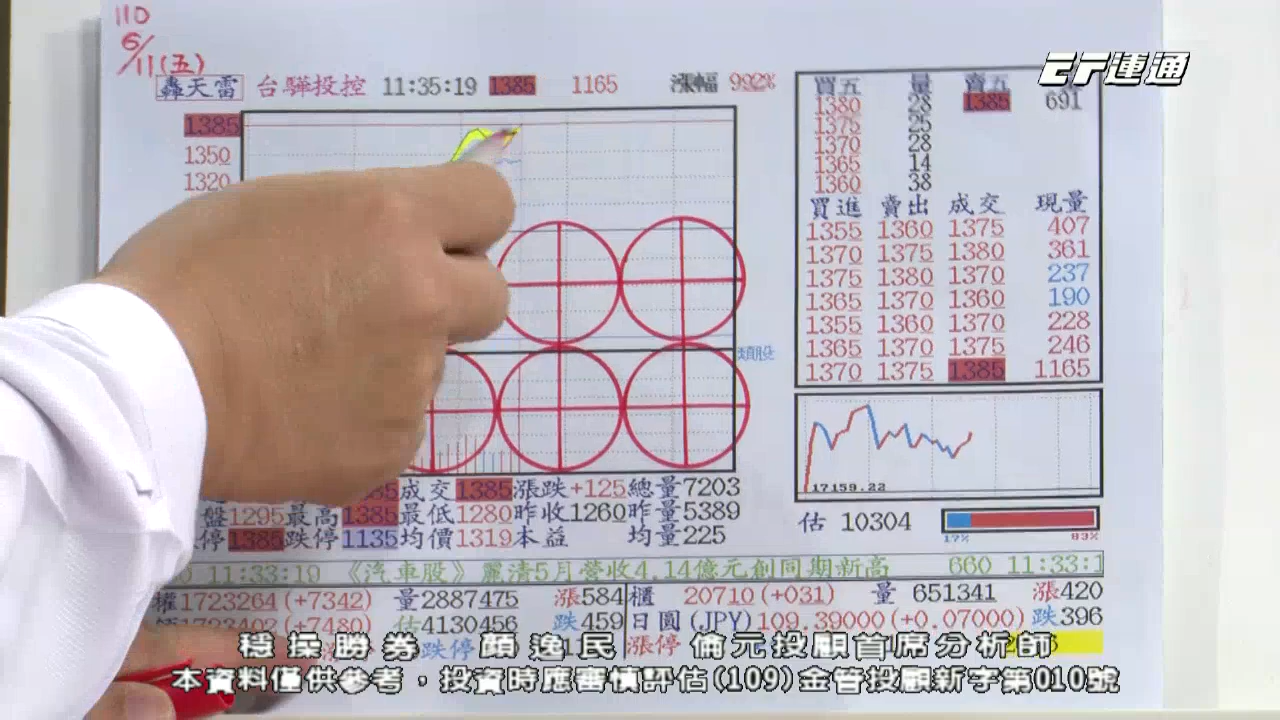 110
6/11(五)
EF運通
轟天雷 台驊投控 11:35:19 1385 1165 漲幅 992%
1385
1350
1320
買五 量 賣五
1380 28 1385 691
1375 25
1370 28
1365 14
1360 38
買進 賣出 成交 現量
1355 1360 1375 407
1370 1375 1380 361
1375 1380 1370 237
1365 1370 1360 190
1355 1360 1370 228
1365 1370 1375 246
1370 1375 1385 1165
類股
17159.22
估 10304
17% 83%
成交 1385 漲跌 +125 總量 7203
盤 1295 最高 1385 最低 1280 昨收 1260 昨量 5389
停 1385 跌停 1135 均價 1319 本益 均量 225
11:33:19 《汽車股》麗清5月營收4.14億元創同期新高 660 11:33:1
權 1723264 (+7342) 量 2887475 漲 584 櫃 20710 (+031) 量 651341 漲 420
1723402 (+7480) 估 4130456 跌 459 日圓 (JPY) 109.39000 (+0.07000) 跌 396
跌停 漲停
穩操勝券 顏逸民 倫元投顧首席分析師
本資料僅供參考，投資時應審慎評估(109)金管投顧新字第010號